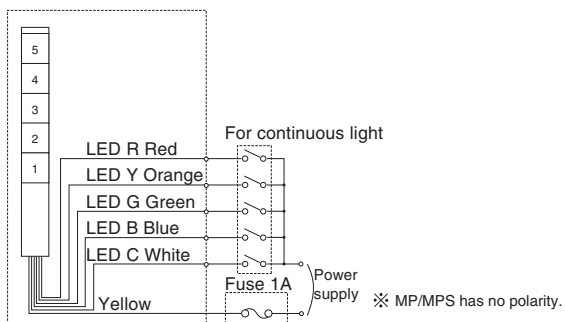 5
4
3
2
1
For continuous light
LED R Red
LED Y Orange
LED G Green
LED B Blue
LED C White
Fuse 1A
Power
supply
※ MP/MPS has no polarity.
Yellow